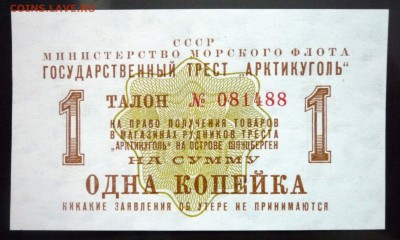 COINS.LAVE.RU
СССР
МИНИСТЕРСТВО МОРСКОГО ФЛОТА
ГОСУДАРСТВЕННЫЙ ТРЕСТ „АРКТИКУГОЛЬ"
1 ТАЛОН № 081488 1
НА ПРАВО ПОЛУЧЕНИЯ ТОВАРОВ
В МАГАЗИНАХ РУДНИКОВ ТРЕСТА
„АРКТИКУГОЛЬ" НА ОСТРОВЕ ШПИЦБЕРГЕН
НА СУММУ
ОДНА КОПЕЙКА
НИКАКИЕ ЗАЯВЛЕНИЯ ОБ УТЕРЕ НЕ ПРИНИМАЮТСЯ